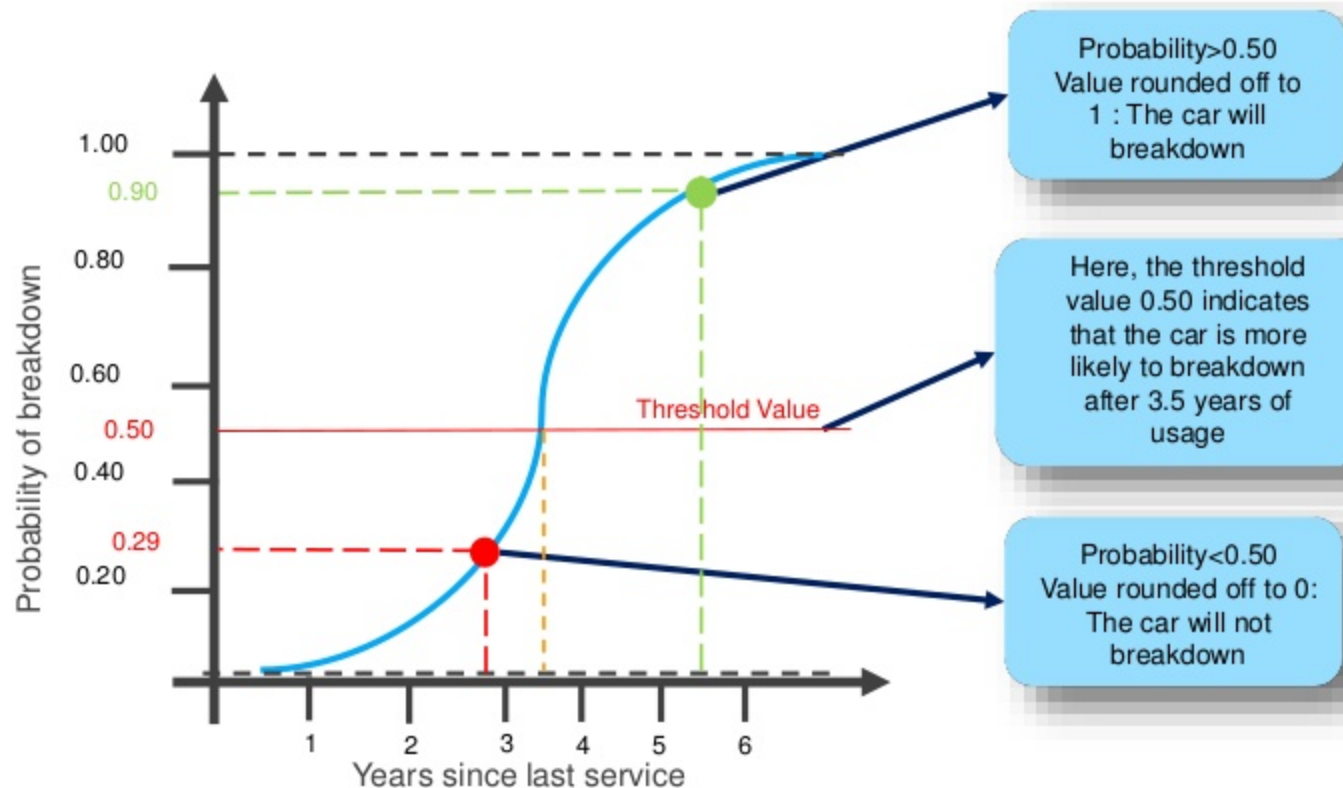 Probability of breakdown
1.00
0.90
0.80
0.60
0.50
0.40
0.29
0.20
Threshold Value
1 2 3 4 5 6
Years since last service
Probability>0.50
Value rounded off to
1 : The car will
breakdown
Here, the threshold
value 0.50 indicates
that the car is more
likely to breakdown
after 3.5 years of
usage
Probability<0.50
Value rounded off to 0:
The car will not
breakdown